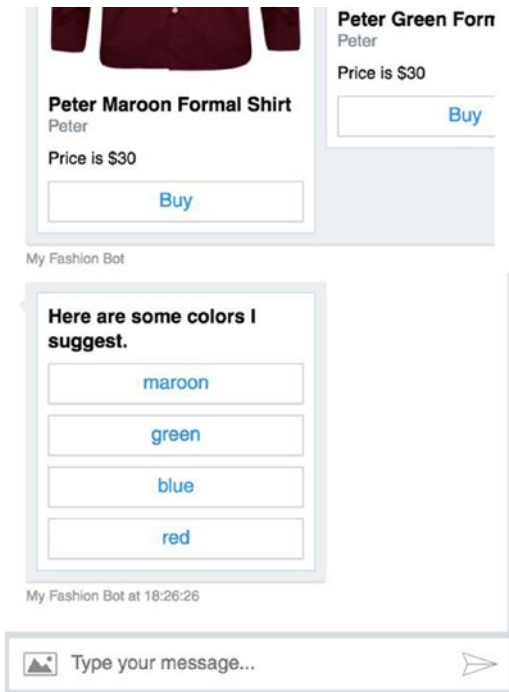 Peter Maroon Formal Shirt
Peter
Price is $30
Buy
Peter Green Form
Peter
Price is $30
Buy
My Fashion Bot
Here are some colors I
suggest.
maroon
green
blue
red
My Fashion Bot at 18:26:26
Type your message...